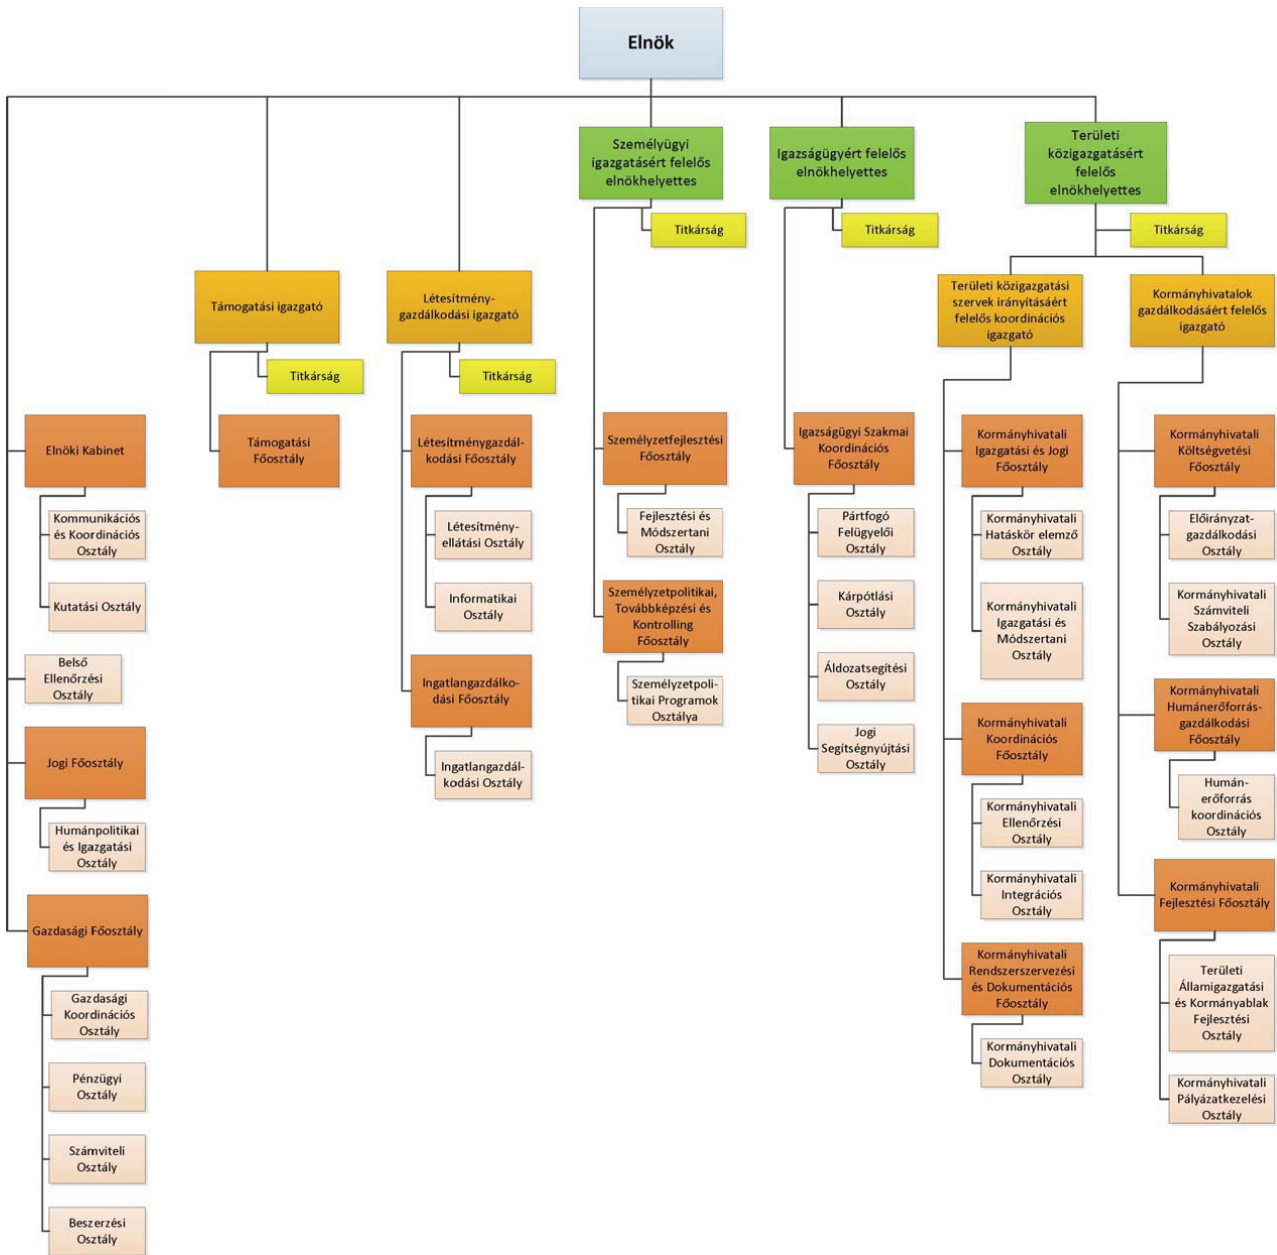 Elnök
Személyügyi
igazgatásért felelős
elnökhelyettes
Titkárság
Igazságügyért felelős
elnökhelyettes
Titkárság
Területi
közigazgatásért
felelős
elnökhelyettes
Titkárság
Támogatási igazgató
Titkárság
Létesítmény-
gazdálkodási igazgató
Titkárság
Területi közigazgatási
szervek irányításáért
felelős koordinációs
igazgató
Kormányhivatalok
gazdálkodásáért felelős
igazgató
Elnöki Kabinet
Kommunikációs
és Koordinációs
Osztály
Kutatási Osztály
Belső
Ellenőrzési
Osztály
Jogi Főosztály
Humánpolitikai
és Igazgatási
Osztály
Gazdasági Főosztály
Gazdasági
Koordinációs
Osztály
Pénzügyi
Osztály
Számviteli
Osztály
Beszerzési
Osztály
Támogatási
Főosztály
Létesítménygazdál-
kodási Főosztály
Létesítmény-
ellátási Osztály
Informatikai
Osztály
Ingatlangazdálko-
dási Főosztály
Ingatlangazdál-
kodási Osztály
Személyzetfejlesztési
Főosztály
Fejlesztési és
Módszertani
Osztály
Személyzetpolitikai,
Továbbképzési és
Kontrolling
Főosztály
Személyzetpoli-
tikai Programok
Osztálya
Igazságügyi Szakmai
Koordinációs
Főosztály
Pártfogó
Felügyelői
Osztály
Kárpótlási
Osztály
Áldozatsegítési
Osztály
Jogi
Segítségnyújtási
Osztály
Kormányhivatali
Igazgatási és Jogi
Főosztály
Kormányhivatali
Hatáskör elemző
Osztály
Kormányhivatali
Igazgatási és
Módszertani
Osztály
Kormányhivatali
Koordinációs
Főosztály
Kormányhivatali
Ellenőrzési
Osztály
Kormányhivatali
Integrációs
Osztály
Kormányhivatali
Rendszerszervezési
és Dokumentációs
Főosztály
Kormányhivatali
Dokumentációs
Osztály
Kormányhivatali
Költségvetési
Főosztály
Előirányzat-
gazdálkodási
Osztály
Kormányhivatali
Számviteli
Szabályozási
Osztály
Kormányhivatali
Humánerőforrás-
gazdálkodási
Főosztály
Humán-
erőforrás
koordinációs
Osztály
Kormányhivatali
Fejlesztési Főosztály
Területi
Államigazgatási
és Kormányablak
Fejlesztési
Osztály
Kormányhivatali
Pályázatkezelési
Osztály